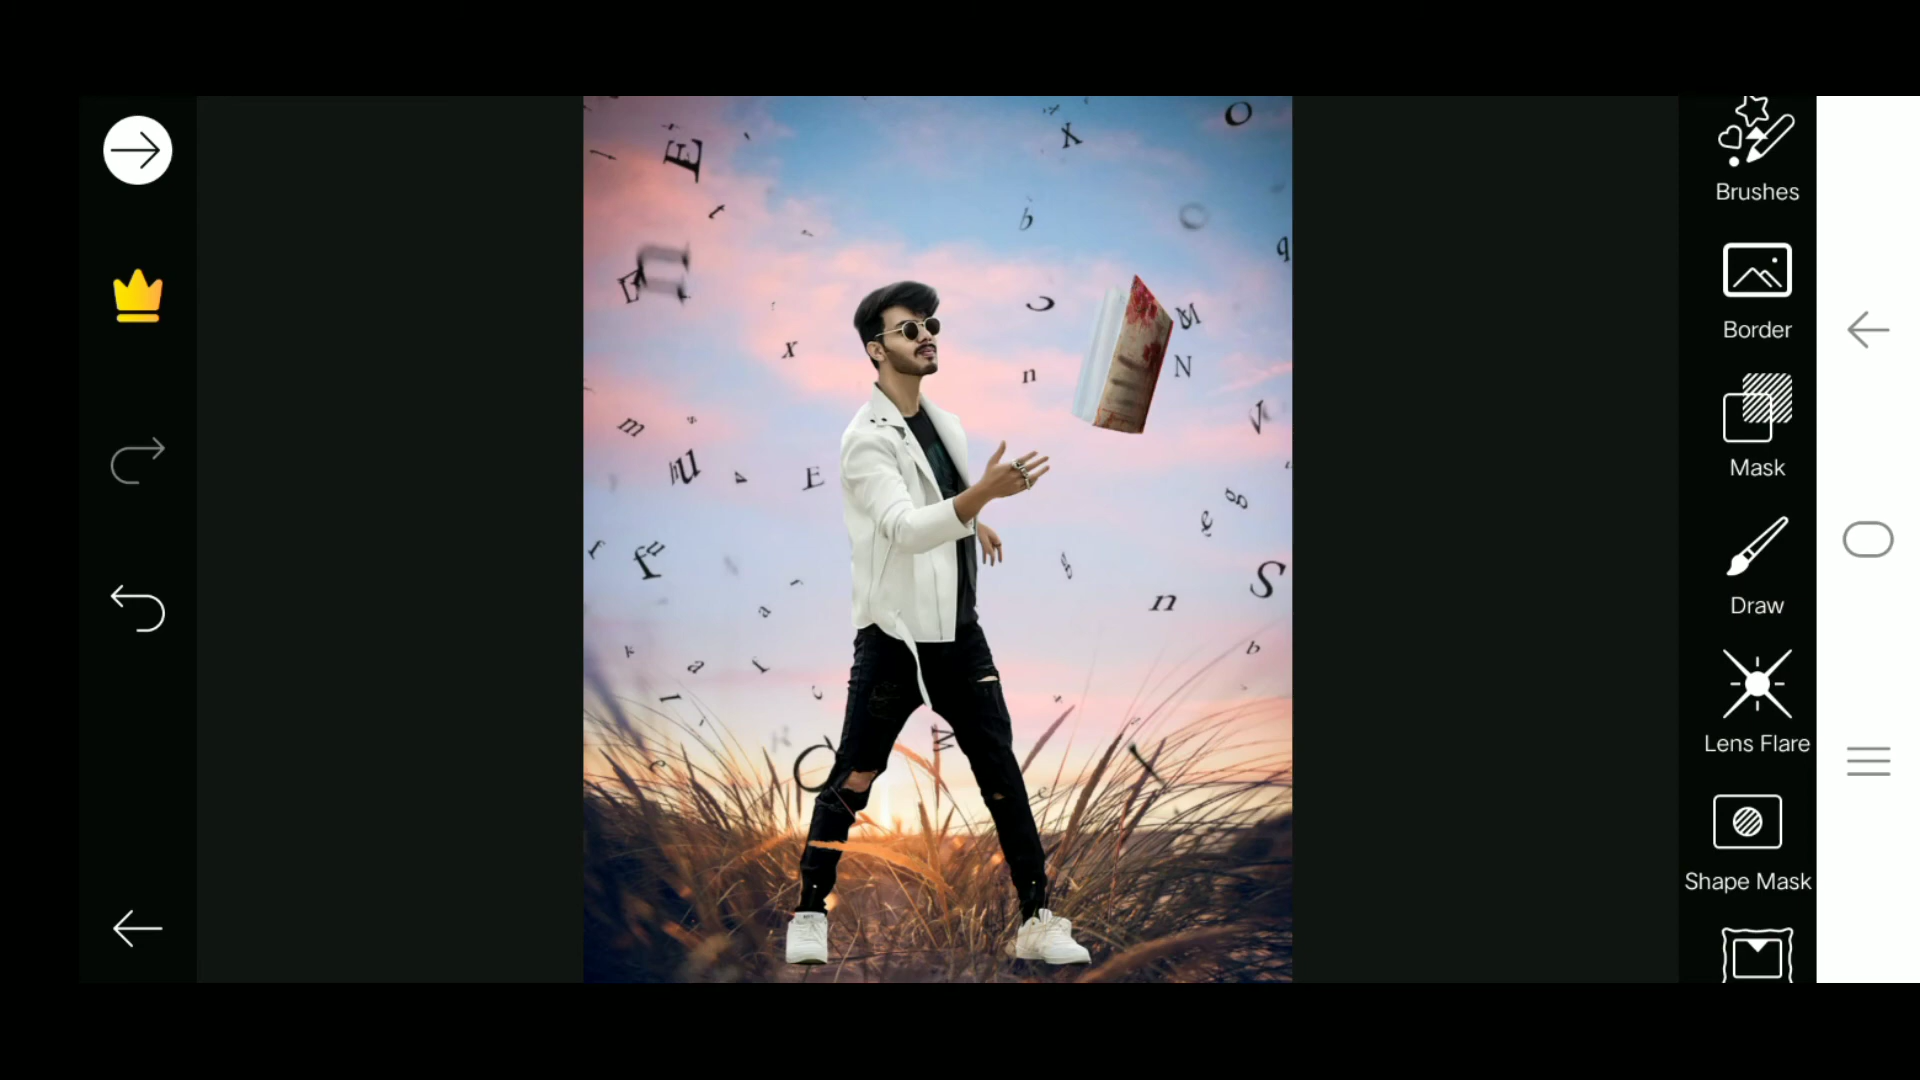 Brushes
Border
Mask
Draw
Lens Flare
Shape Mask
O
X
E
t
b
O
q
x
n
N
m
u
E
g
e
f
S
n
a
a
b
M